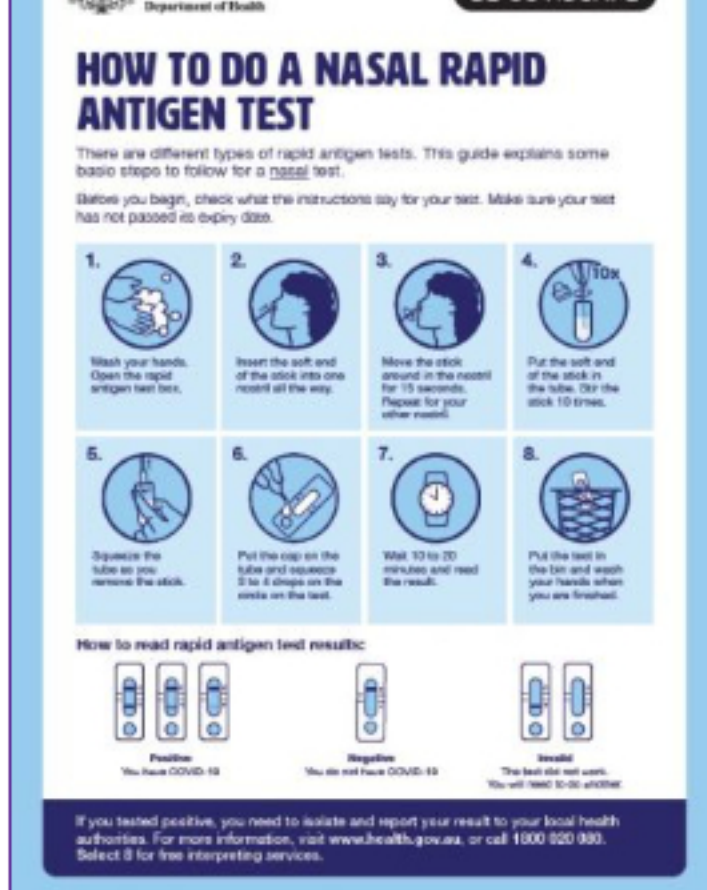 Department of Health
HOW TO DO A NASAL RAPID
ANTIGEN TEST
There are different types of rapid antigen tests. This guide explains some
basic steps to follow for a nasal test.
Before you begin, check what the instructions say for your test. Make sure your test
has not passed its expiry date.
1.
Wash your hands.
Open the rapid
antigen test box.
2.
Insert the soft end
of the stick into one
nostril all the way.
3.
Move the stick
around in the nostril
for 15 seconds.
Repeat for your
other nostril.
4.
10x
Put the soft end
of the stick in
the tube. Stir the
stick 10 times.
5.
Squeeze the
tube as you
remove the stick.
6.
Put the cap on the
tube and squeeze
to 4 drops on the
circle on the test.
7.
Wait 10 to 20
minutes and read
the result.
8.
Put the test in
the bin and wash
your hands when
you are finished.
How to read rapid antigen test results:
Positive
You have COVID-19
Negative
You do not have COVID-19
Invalid
The test did not work.
You will need to do another.
If you tested positive, you need to isolate and report your result to your local health
authorities. For more information, visit www.health.gov.au, or call 1800 020 080.
Select 8 for free interpreting services.